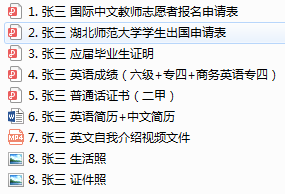 1. 张三 国际中文教师志愿者报名申请表
2. 张三 湖北师范大学学生出国申请表
3. 张三 应届毕业生证明
4. 张三 英语成绩（六级+专四+商务英语专四）
5. 张三 普通话证书（二甲）
6. 张三 英语简历+中文简历
MP4 7. 张三 英文自我介绍视频文件
8. 张三 生活照
8. 张三 证件照